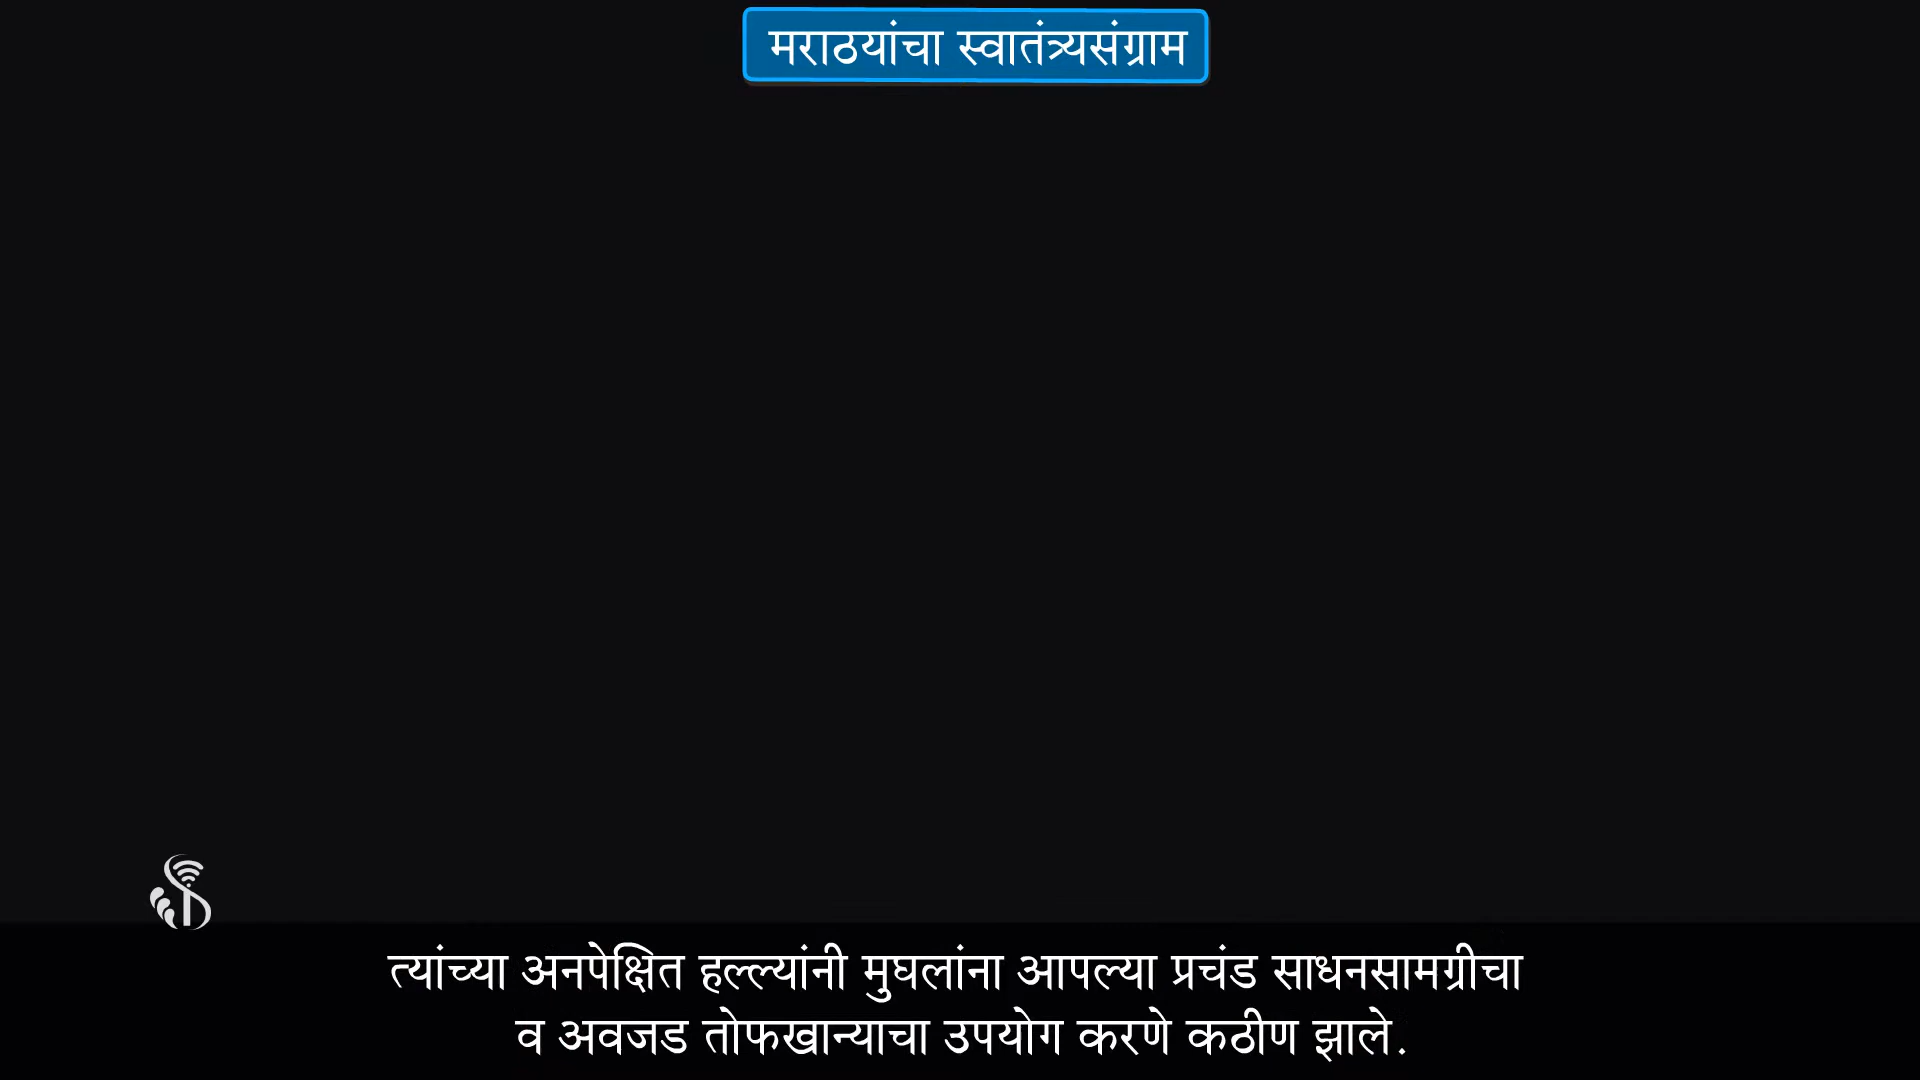 मराठयांचा स्वातंत्र्यसंग्राम
त्यांच्या अनपेक्षित हल्ल्यांनी मुघलांना आपल्या प्रचंड साधनसामग्रीचा
व अवजड तोफखान्याचा उपयोग करणे कठीण झाले.